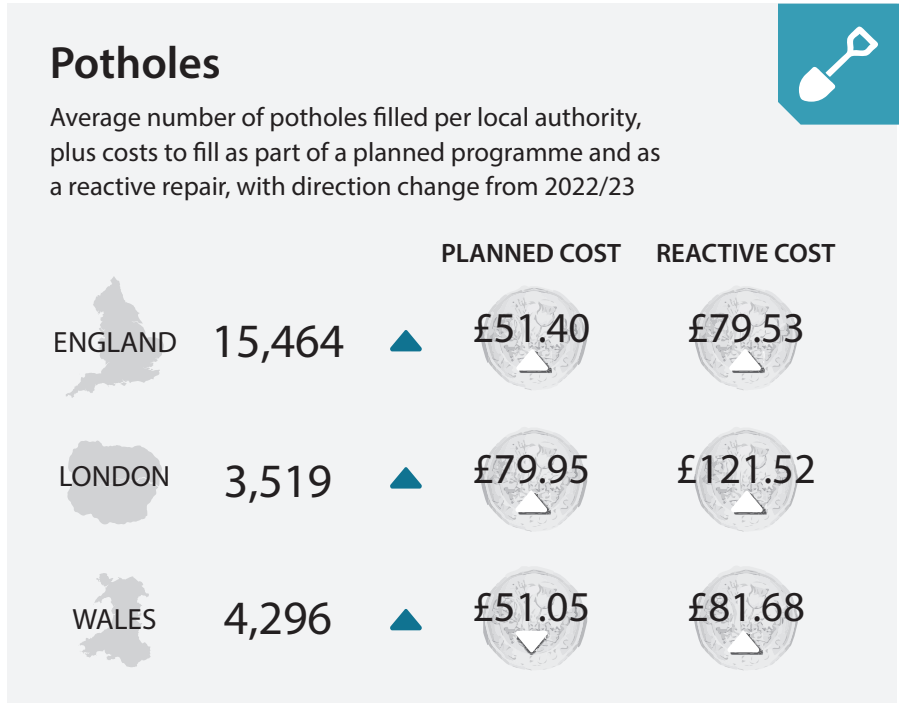 Potholes
Average number of potholes filled per local authority,
plus costs to fill as part of a planned programme and as
a reactive repair, with direction change from 2022/23
PLANNED COST REACTIVE COST
ENGLAND 15,464 £51.40 £79.53
LONDON 3,519 £79.95 £121.52
WALES 4,296 £51.05 £81.68